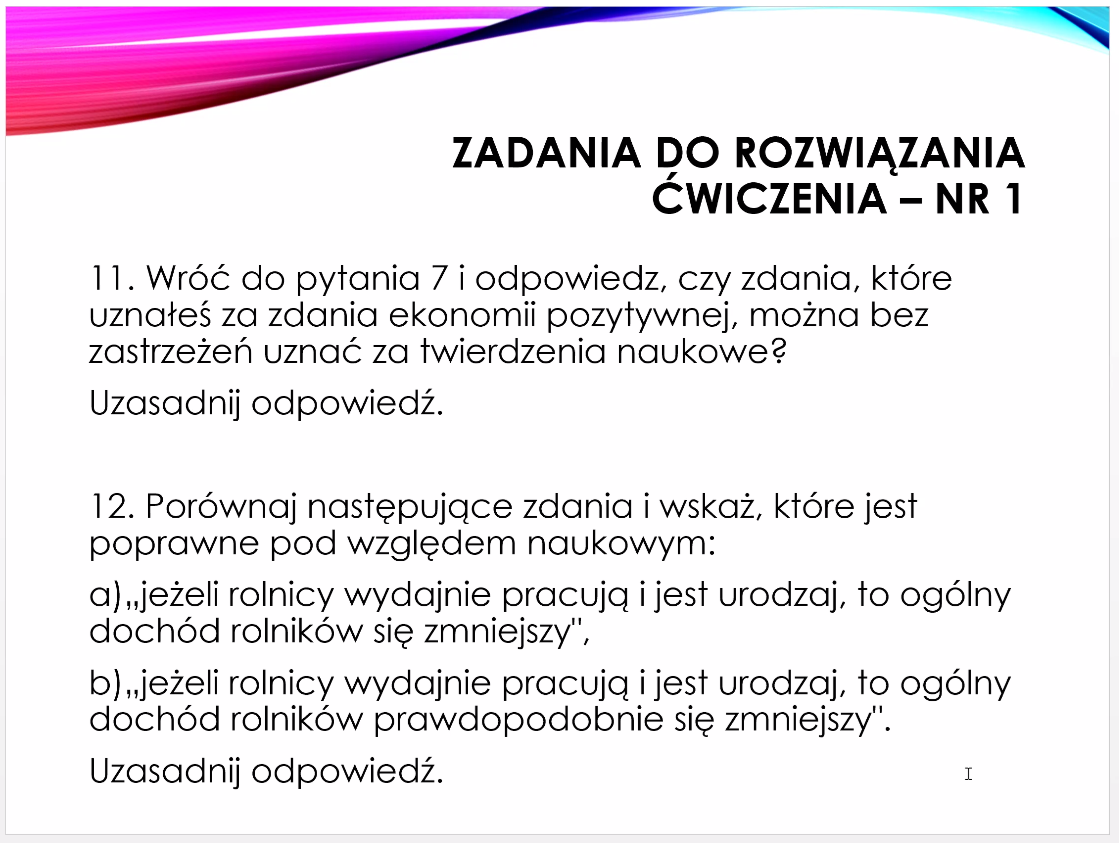 ZADANIA DO ROZWIĄZANIA
ĆWICZENIA – NR 1
11. Wróć do pytania 7 i odpowiedz, czy zdania, które
uznałeś za zdania ekonomii pozytywnej, można bez
zastrzeżeń uznać za twierdzenia naukowe?
Uzasadnij odpowiedź.
12. Porównaj następujące zdania i wskaż, które jest
poprawne pod względem naukowym:
a)„jeżeli rolnicy wydajnie pracują i jest urodzaj, to ogólny
dochód rolników się zmniejszy",
b)„jeżeli rolnicy wydajnie pracują i jest urodzaj, to ogólny
dochód rolników prawdopodobnie się zmniejszy".
Uzasadnij odpowiedź.